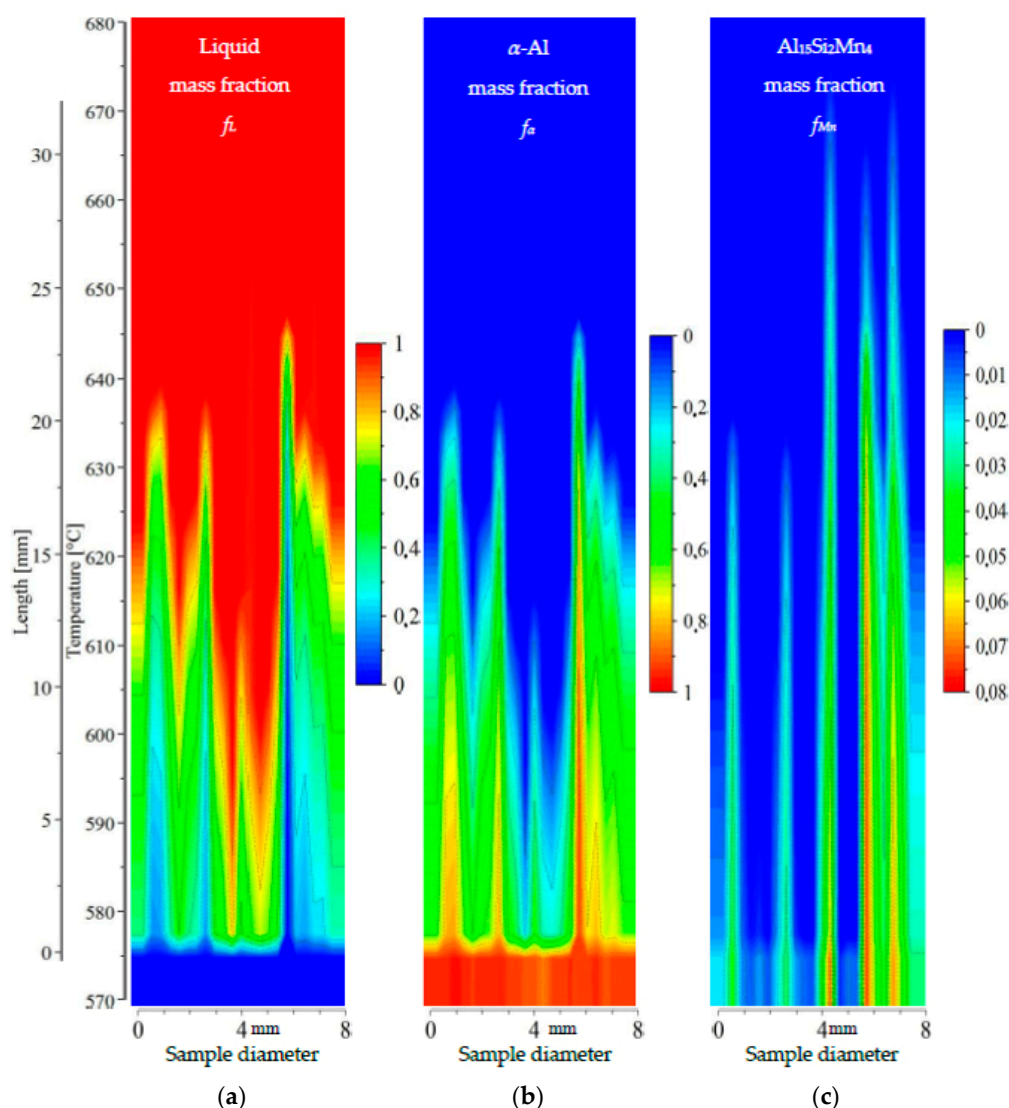 Liquid
mass fraction
fL
α-Al
mass fraction
fα
Al₁₅Si₂Mn₄
mass fraction
fMn
680
670
660
650
640
630
620
610
600
590
580
570
Temperature [°C]
30
25
20
15
10
5
0
Length [mm]
1
0,8
0,6
0,4
0,2
0
0
0,2
0,4
0,6
0,8
1
0
0,01
0,02
0,03
0,04
0,05
0,06
0,07
0,08
0 4 mm 8
Sample diameter
0 4 mm 8
Sample diameter
0 4 mm 8
Sample diameter
(a) (b) (c)